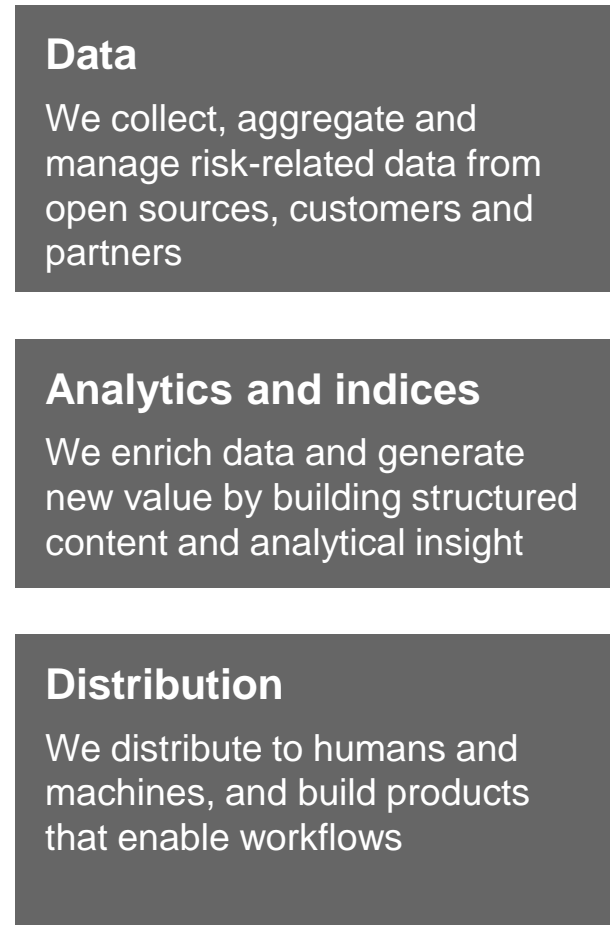 Data
We collect, aggregate and
manage risk-related data from
open sources, customers and
partners
Analytics and indices
We enrich data and generate
new value by building structured
content and analytical insight
Distribution
We distribute to humans and
machines, and build products
that enable workflows